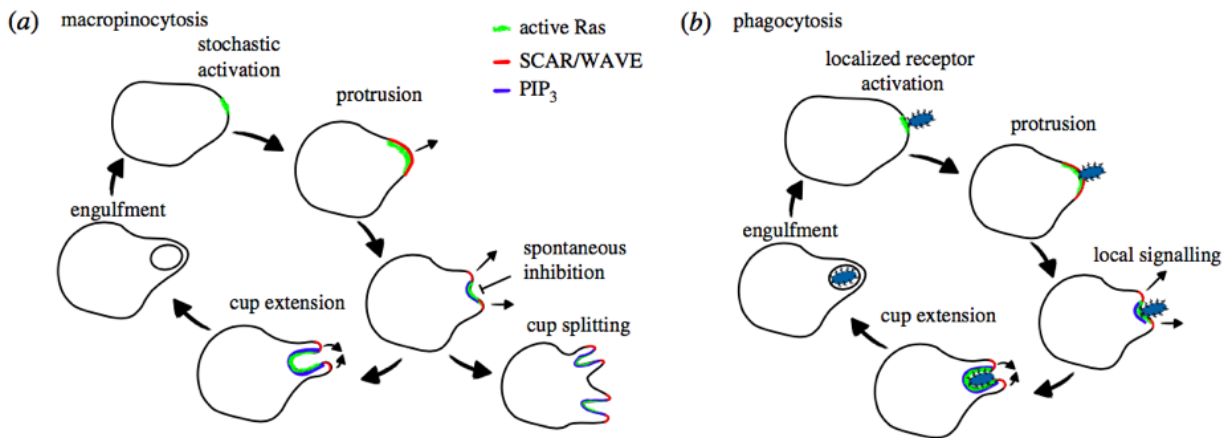 (a) macropinocytosis
stochastic
activation
protrusion
active Ras
SCAR/WAVE
PIP3
engulfment
spontaneous
inhibition
cup extension
cup splitting
(b) phagocytosis
localized receptor
activation
protrusion
engulfment
local signalling
cup extension